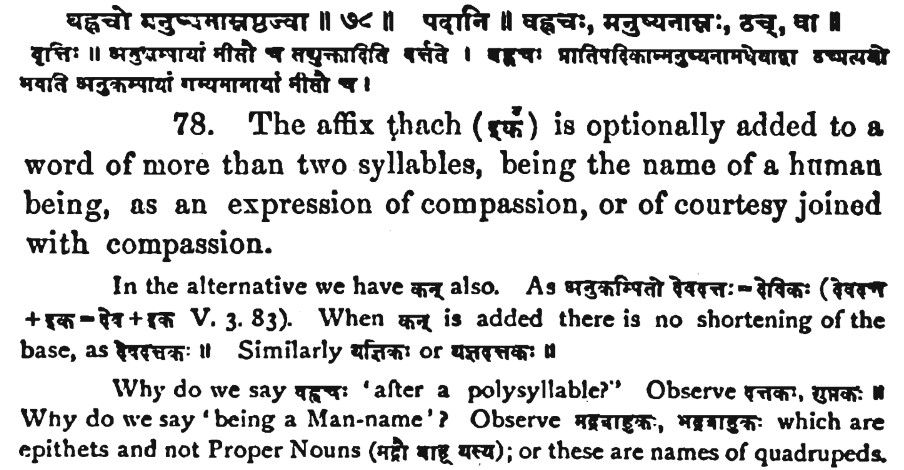 बह्वचो मनुष्यनाम्नष्ठज्वा ॥ ७८ ॥ पदानि ॥ बह्वचः, मनुष्यनाम्नः, ठच्, वा ॥
वृत्तिः ॥ अनुकम्पायां नीतौ च तद्युक्तादिति वर्त्तते । बह्वचः प्रातिपदिकान्मनुष्यनामधेयाद्वा ठच्प्रत्ययो
भवति अनुकम्पायां गम्यमानायां नीतौ च ।
78. The affix ṭhach (इकँ) is optionally added to a
word of more than two syllables, being the name of a human
being, as an expression of compassion, or of courtesy joined
with compassion.
In the alternative we have कन् also. As अनुकम्पितो देवदत्तः=देविकः (देवदत्त
+इक=देव+इक V. 3. 83). When कन् is added there is no shortening of the
base, as देवदत्तकः ॥ Similarly यज्ञिकः or यज्ञदत्तकः ॥
Why do we say बह्वचः 'after a polysyllable?" Observe दत्तकः, गुप्तकः ॥
Why do we say 'being a Man-name'? Observe मद्रबाहुकः, भद्रबाहुकः which are
epithets and not Proper Nouns (मद्रौ बाहू यस्य); or these are names of quadrupeds.